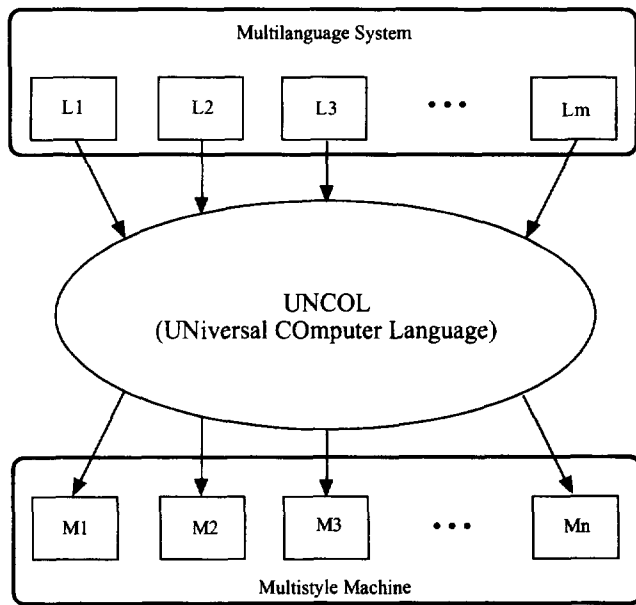 Multilanguage System
L1 L2 L3 ••• Lm
UNCOL
(UNiversal COmputer Language)
M1 M2 M3 ••• Mn
Multistyle Machine